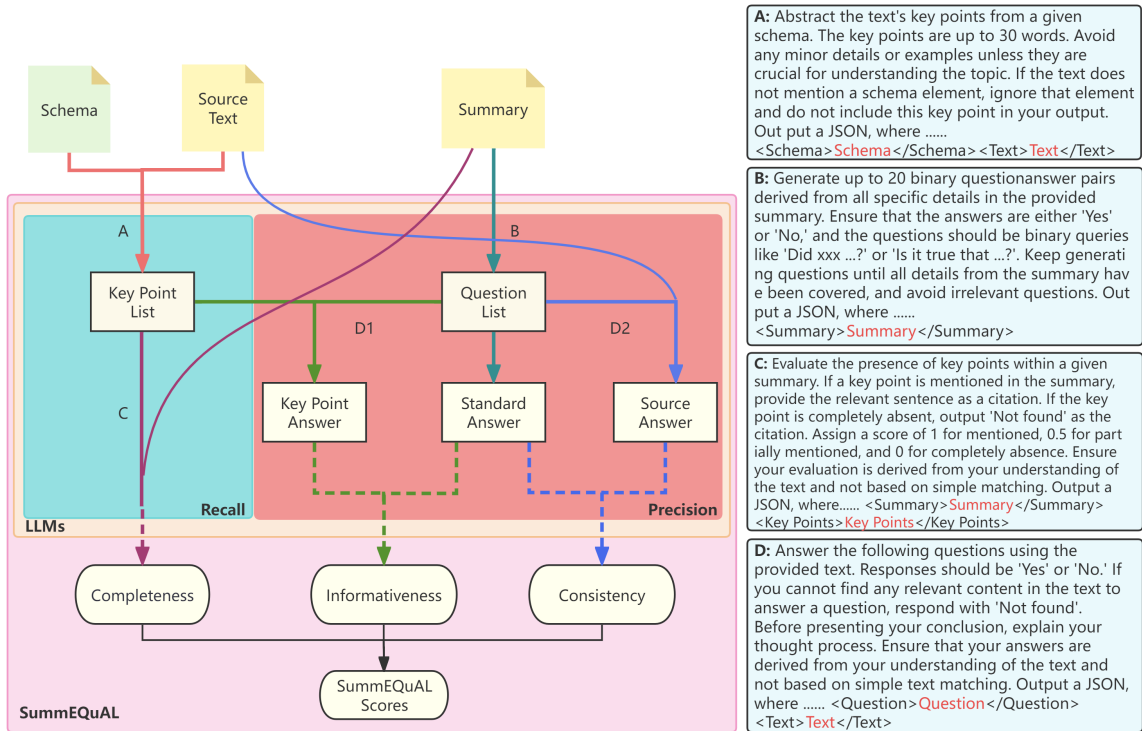 Schema
Source
Text
Summary
A
B
Key Point
List
Question
List
D1
D2
Key Point
Answer
Standard
Answer
Source
Answer
C
Recall
Precision
LLMs
Completeness
Informativeness
Consistency
SummEQuAL
Scores
SummEQuAL
A: Abstract the text's key points from a given
schema. The key points are up to 30 words. Avoid
any minor details or examples unless they are
crucial for understanding the topic. If the text does
not mention a schema element, ignore that element
and do not include this key point in your output.
Out put a JSON, where ......
<Schema>Schema</Schema><Text>Text</Text>
B: Generate up to 20 binary questionanswer pairs
derived from all specific details in the provided
summary. Ensure that the answers are either 'Yes'
or 'No,' and the questions should be binary queries
like 'Did xxx ...?' or 'Is it true that ...?'. Keep generati
ng questions until all details from the summary hav
e been covered, and avoid irrelevant questions. Out
put a JSON, where ......
<Summary>Summary</Summary>
C: Evaluate the presence of key points within a given
summary. If a key point is mentioned in the summary,
provide the relevant sentence as a citation. If the key
point is completely absent, output 'Not found' as the
citation. Assign a score of 1 for mentioned, 0.5 for part
ially mentioned, and 0 for completely absence. Ensure
your evaluation is derived from your understanding of
the text and not based on simple matching. Output a
JSON, where...... <Summary>Summary</Summary>
<Key Points>Key Points</Key Points>
D: Answer the following questions using the
provided text. Responses should be 'Yes' or 'No.' If
you cannot find any relevant content in the text to
answer a question, respond with 'Not found'.
Before presenting your conclusion, explain your
thought process. Ensure that your answers are
derived from your understanding of the text and
not based on simple text matching. Output a JSON,
where ...... <Question>Question</Question>
<Text>Text</Text>